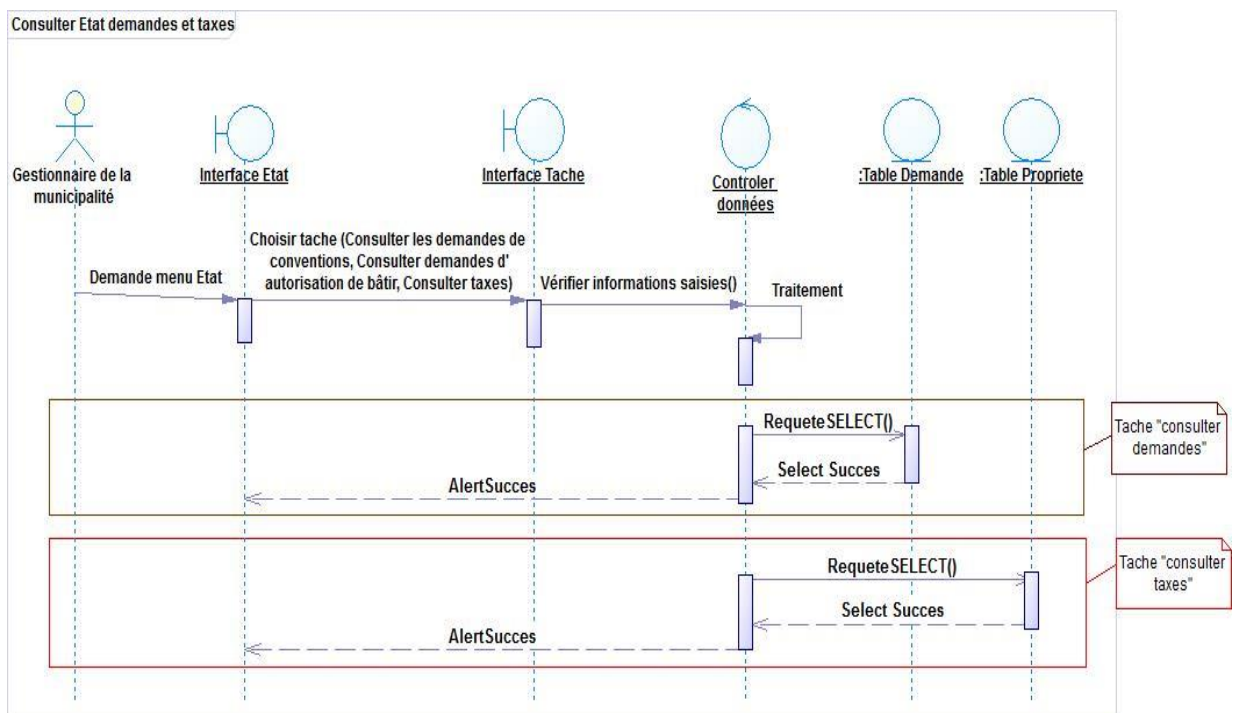 Consulter Etat demandes et taxes
Gestionnaire de la
municipalité
Interface Etat
Interface Tache
Controler
données
:Table Demande
:Table Propriete
Demande menu Etat
Choisir tache (Consulter les demandes de
conventions, Consulter demandes d'
autorisation de bâtir, Consulter taxes)
Vérifier informations saisies()
Traitement
RequeteSELECT()
Select Succes
AlertSucces
Tache "consulter
demandes"
RequeteSELECT()
Select Succes
AlertSucces
Tache "consulter
taxes"